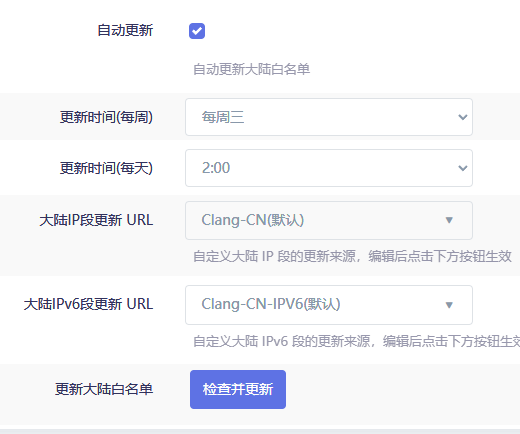 自动更新
自动更新大陆白名单
更新时间(每周) 每周三
更新时间(每天) 2:00
大陆IP段更新 URL Clang-CN(默认)
自定义大陆 IP 段的更新来源，编辑后点击下方按钮生效
大陆IPv6段更新 URL Clang-CN-IPV6(默认)
自定义大陆 IPv6 段的更新来源，编辑后点击下方按钮生效
更新大陆白名单 检查并更新